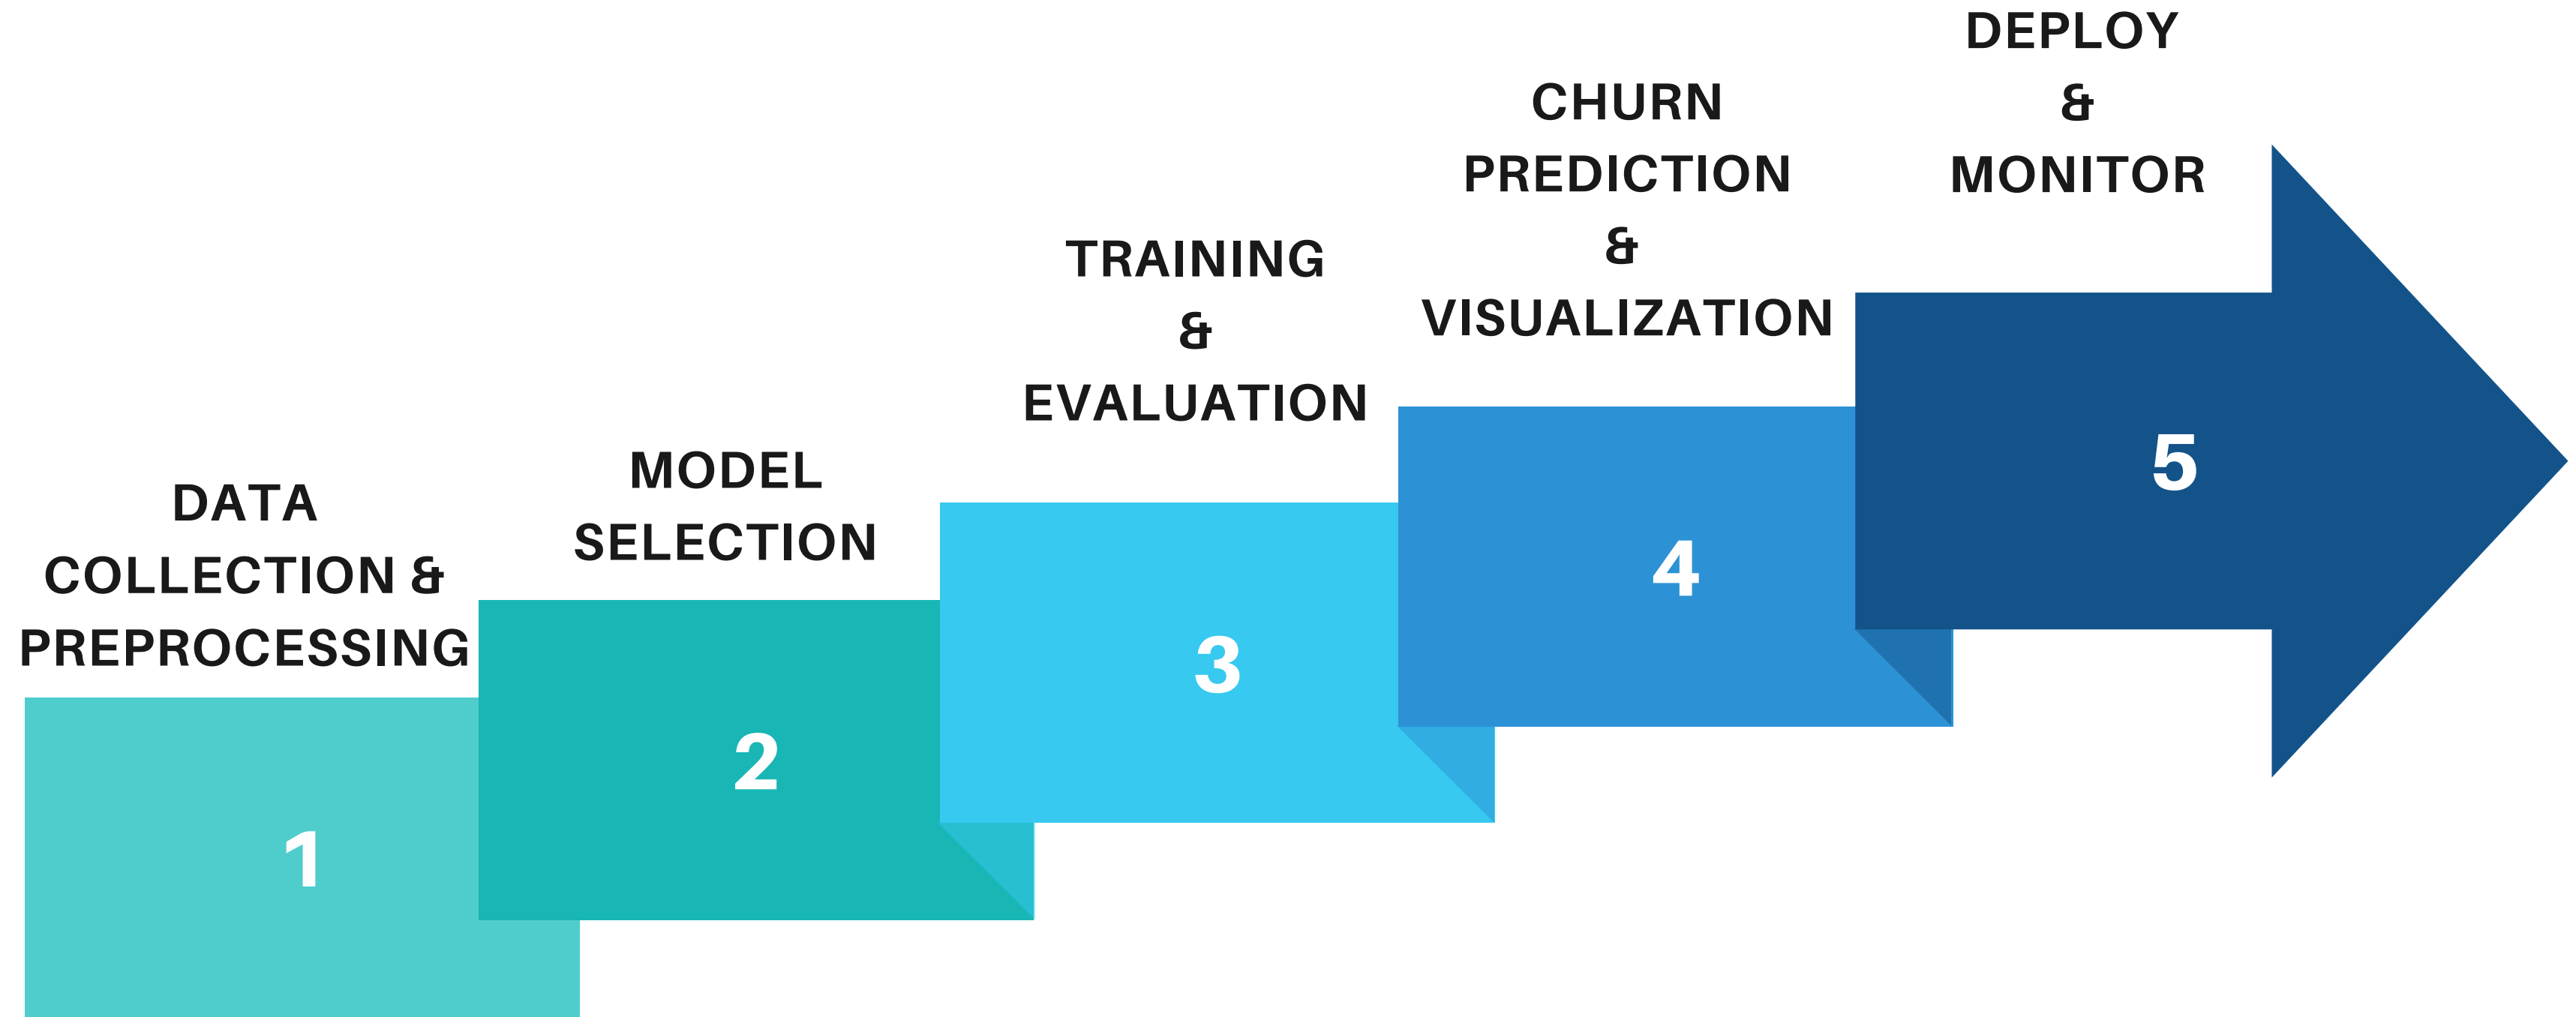 DATA
COLLECTION &
PREPROCESSING
1
MODEL
SELECTION
2
TRAINING
&
EVALUATION
3
CHURN
PREDICTION
&
VISUALIZATION
4
DEPLOY
&
MONITOR
5